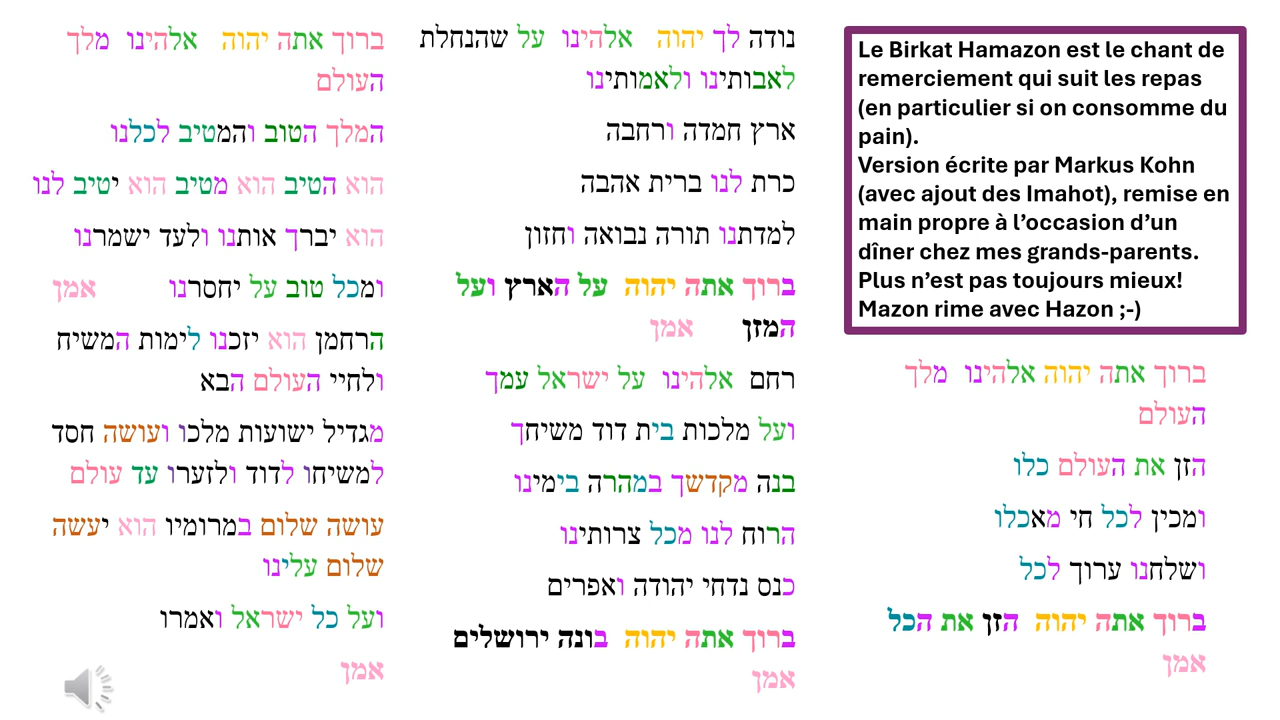 Le Birkat Hamazon est le chant de
remerciement qui suit les repas
(en particulier si on consomme du
pain).
Version écrite par Markus Kohn
(avec ajout des Imahot), remise en
main propre à l’occasion d’un
dîner chez mes grands-parents.
Plus n’est pas toujours mieux!
Mazon rime avec Hazon ;-)
ברוך אתה יהוה אלהינו מלך
העולם
הזן את העולם כלו
ומכין לכל חי מאכלו
ושלחנו ערוך לכל
ברוך אתה יהוה הזן את הכל
אמן
נודה לך יהוה אלהינו על שהנחלת
לאבותינו ולאמותינו
ארץ חמדה ורחבה
כרת לנו ברית אהבה
למדתנו תורה נבואה וחזון
ברוך אתה יהוה על הארץ ועל
המזן אמן
רחם אלהינו על ישראל עמך
ועל מלכות בית דוד משיחך
בנה מקדשך במהרה בימינו
הרוח לנו מכל צרותינו
כנס נדחי יהודה ואפרים
ברוך אתה יהוה בונה ירושלים
אמן
ברוך אתה יהוה אלהינו מלך
העולם
המלך הטוב והמטיב לכלנו
הוא הטיב הוא מטיב הוא יטיב לנו
הוא יברך אותנו ולעד ישמרנו
ומכל טוב על יחסרנו אמן
הרחמן הוא יזכנו לימות המשיח
ולחיי העולם הבא
מגדיל ישועות מלכו ועושה חסד
למשיחו לדוד ולזערו עד עולם
עושה שלום במרומיו הוא יעשה
שלום עלינו
ועל כל ישראל ואמרו
אמן